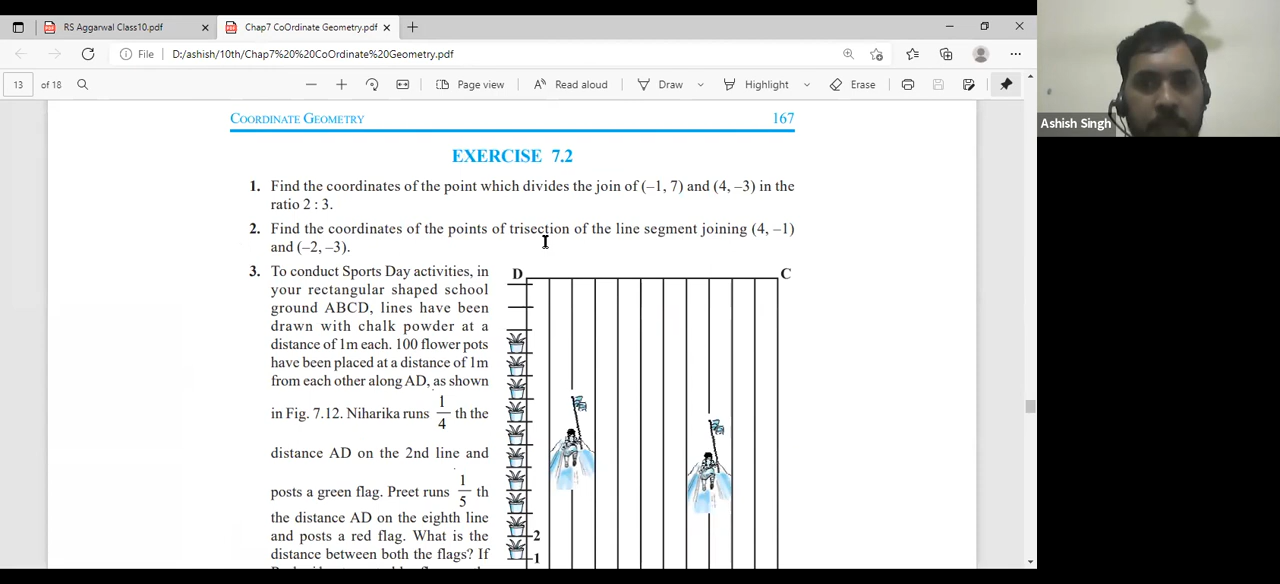 RS Aggarwal Class10.pdf
Chap7 CoOrdinate Geometry.pdf
File D:/ashish/10th/Chap7%20%20CoOrdinate%20Geometry.pdf
13 of 18 Page view Read aloud Draw Highlight Erase
Ashish Singh
COORDINATE GEOMETRY 167
EXERCISE 7.2
1. Find the coordinates of the point which divides the join of (–1, 7) and (4, –3) in the
ratio 2 : 3.
2. Find the coordinates of the points of trisection of the line segment joining (4, –1)
and (–2, –3).
3. To conduct Sports Day activities, in
your rectangular shaped school
ground ABCD, lines have been
drawn with chalk powder at a
distance of 1m each. 100 flower pots
have been placed at a distance of 1m
from each other along AD, as shown
in Fig. 7.12. Niharika runs 1/4 th the
distance AD on the 2nd line and
posts a green flag. Preet runs 1/5 th
the distance AD on the eighth line
and posts a red flag. What is the
distance between both the flags? If
D C
2
1